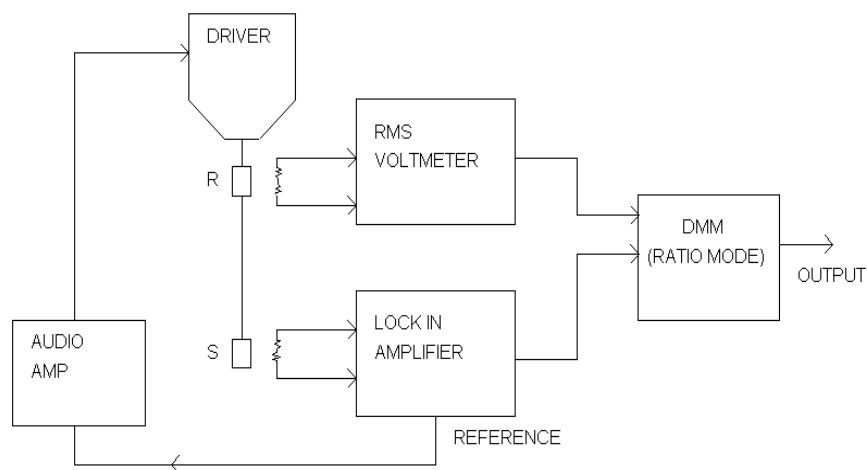 DRIVER
R
RMS
VOLTMETER
DMM
(RATIO MODE)
OUTPUT
S
LOCK IN
AMPLIFIER
AUDIO
AMP
REFERENCE